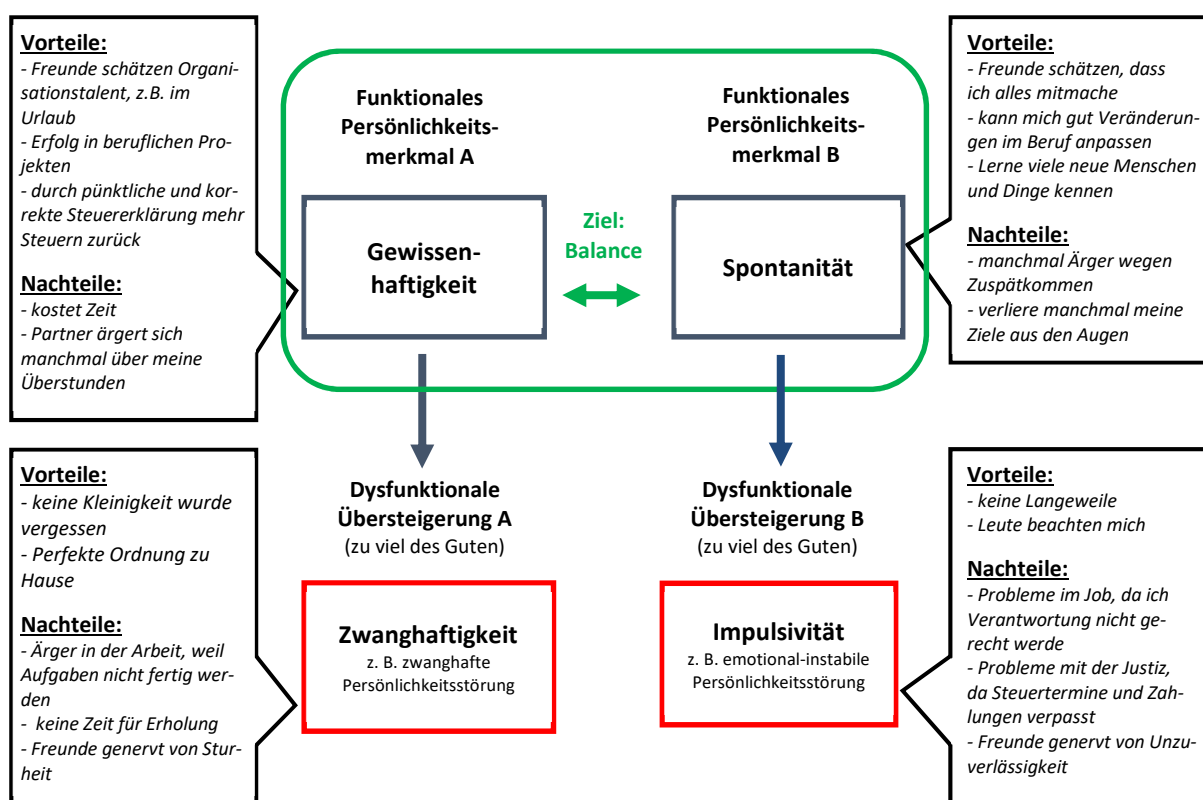 Vorteile:
- Freunde schätzen Organi-
sationstalent, z.B. im
Urlaub
- Erfolg in beruflichen Pro-
jekten
- durch pünktliche und kor-
rekte Steuererklärung mehr
Steuern zurück
Nachteile:
- kostet Zeit
- Partner ärgert sich
manchmal über meine
Überstunden
Funktionales
Persönlichkeits-
merkmal A
Gewissen-
haftigkeit
Ziel:
Balance
Funktionales
Persönlichkeits-
merkmal B
Spontanität
Vorteile:
- Freunde schätzen, dass
ich alles mitmache
- kann mich gut Veränderun-
gen im Beruf anpassen
- Lerne viele neue Menschen
und Dinge kennen
Nachteile:
- manchmal Ärger wegen
Zuspätkommen
- verliere manchmal meine
Ziele aus den Augen
Vorteile:
- keine Kleinigkeit wurde
vergessen
- Perfekte Ordnung zu
Hause
Nachteile:
- Ärger in der Arbeit, weil
Aufgaben nicht fertig wer-
den
- keine Zeit für Erholung
- Freunde genervt von Stur-
heit
Dysfunktionale
Übersteigerung A
(zu viel des Guten)
Zwanghaftigkeit
z. B. zwanghafte
Persönlichkeitsstörung
Dysfunktionale
Übersteigerung B
(zu viel des Guten)
Impulsivität
z. B. emotional-instabile
Persönlichkeitsstörung
Vorteile:
- keine Langeweile
- Leute beachten mich
Nachteile:
- Probleme im Job, da ich
Verantwortung nicht ge-
recht werde
- Probleme mit der Justiz,
da Steuertermine und Zah-
lungen verpasst
- Freunde genervt von Unzu-
verlässigkeit